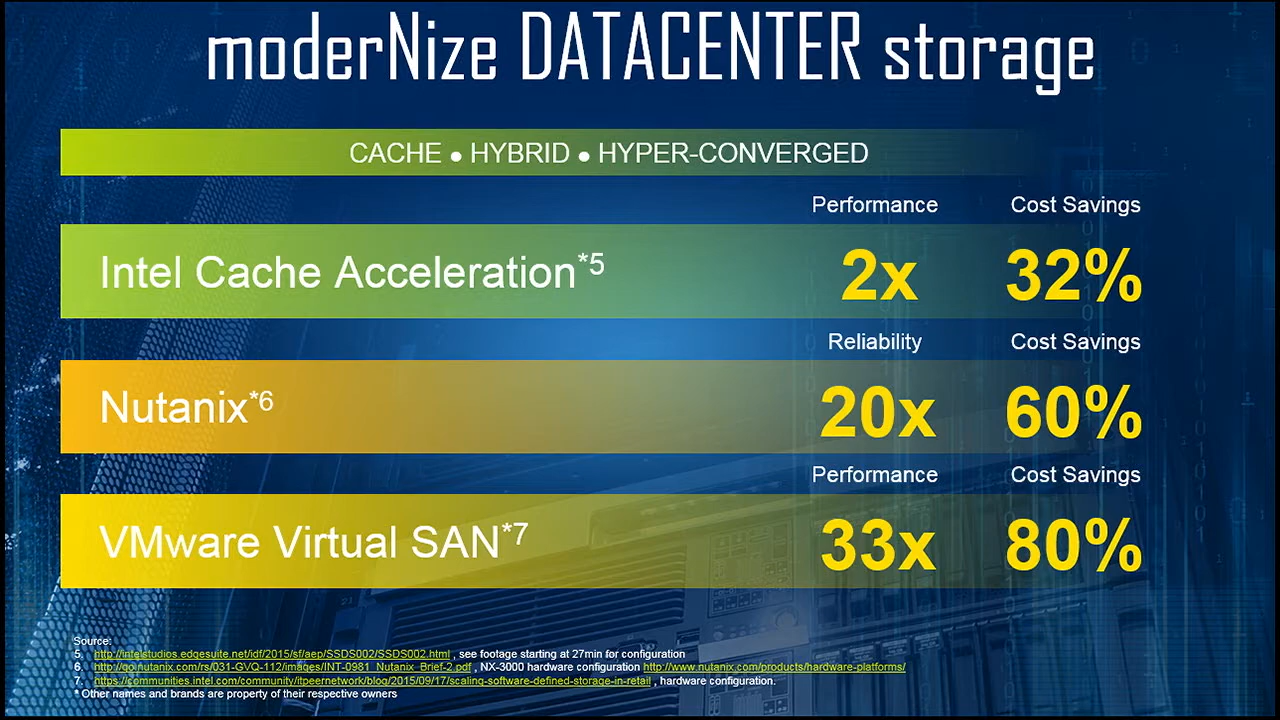 moderNize DATACENTER storage
CACHE ● HYBRID ● HYPER-CONVERGED
Performance Cost Savings
Intel Cache Acceleration*5 2x 32%
Reliability Cost Savings
Nutanix*6 20x 60%
Performance Cost Savings
VMware Virtual SAN*7 33x 80%
Source:
5. http://intelstudios.edgesuite.net/idf/2015/sf/aep/SSDS002/SSDS002.html , see footage starting at 27min for configuration
6. http://go.nutanix.com/rs/031-GVQ-112/images/INT-0981_Nutanix_Brief-2.pdf , NX-3000 hardware configuration http://www.nutanix.com/products/hardware-platforms/
7. https://communities.intel.com/community/itpeernetwork/blog/2015/09/17/scaling-software-defined-storage-in-retail , hardware configuration.
* Other names and brands are property of their respective owners